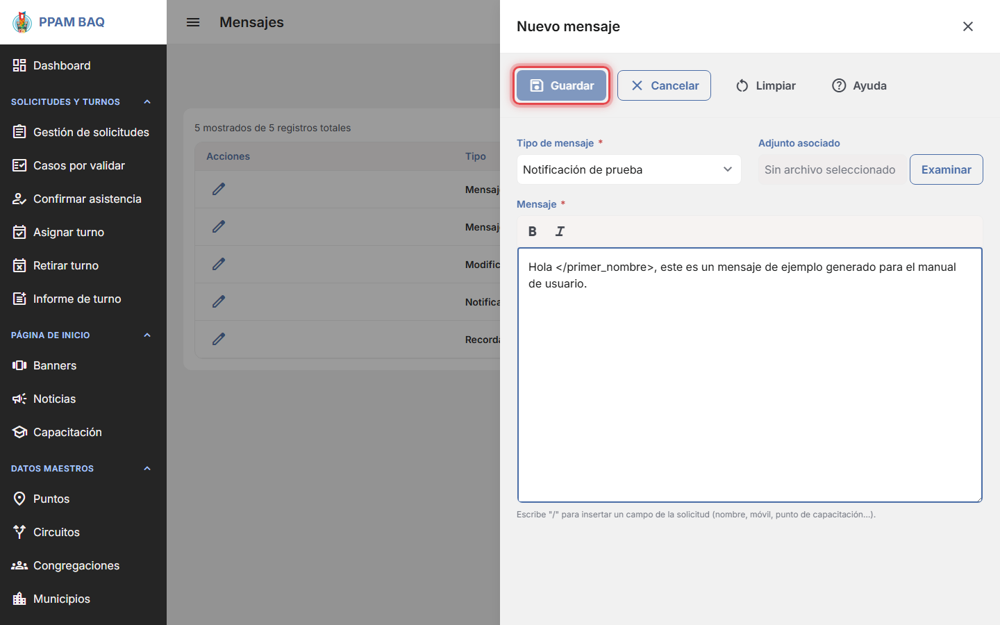 PPAM BAQ
Dashboard
SOLICITUDES Y TURNOS
Gestión de solicitudes
Casos por validar
Confirmar asistencia
Asignar turno
Retirar turno
Informe de turno
PÁGINA DE INICIO
Banners
Noticias
Capacitación
DATOS MAESTROS
Puntos
Circuitos
Congregaciones
Municipios
Mensajes
5 mostrados de 5 registros totales
Acciones Tipo
Mensaj
Mensaj
Modific
Notifica
Recorda
Nuevo mensaje
Guardar Cancelar Limpiar Ayuda
Tipo de mensaje * Adjunto asociado
Notificación de prueba Sin archivo seleccionado Examinar
Mensaje *
B I
Hola </primer_nombre>, este es un mensaje de ejemplo generado para el manual
de usuario.
Escribe "/" para insertar un campo de la solicitud (nombre, móvil, punto de capacitación...).